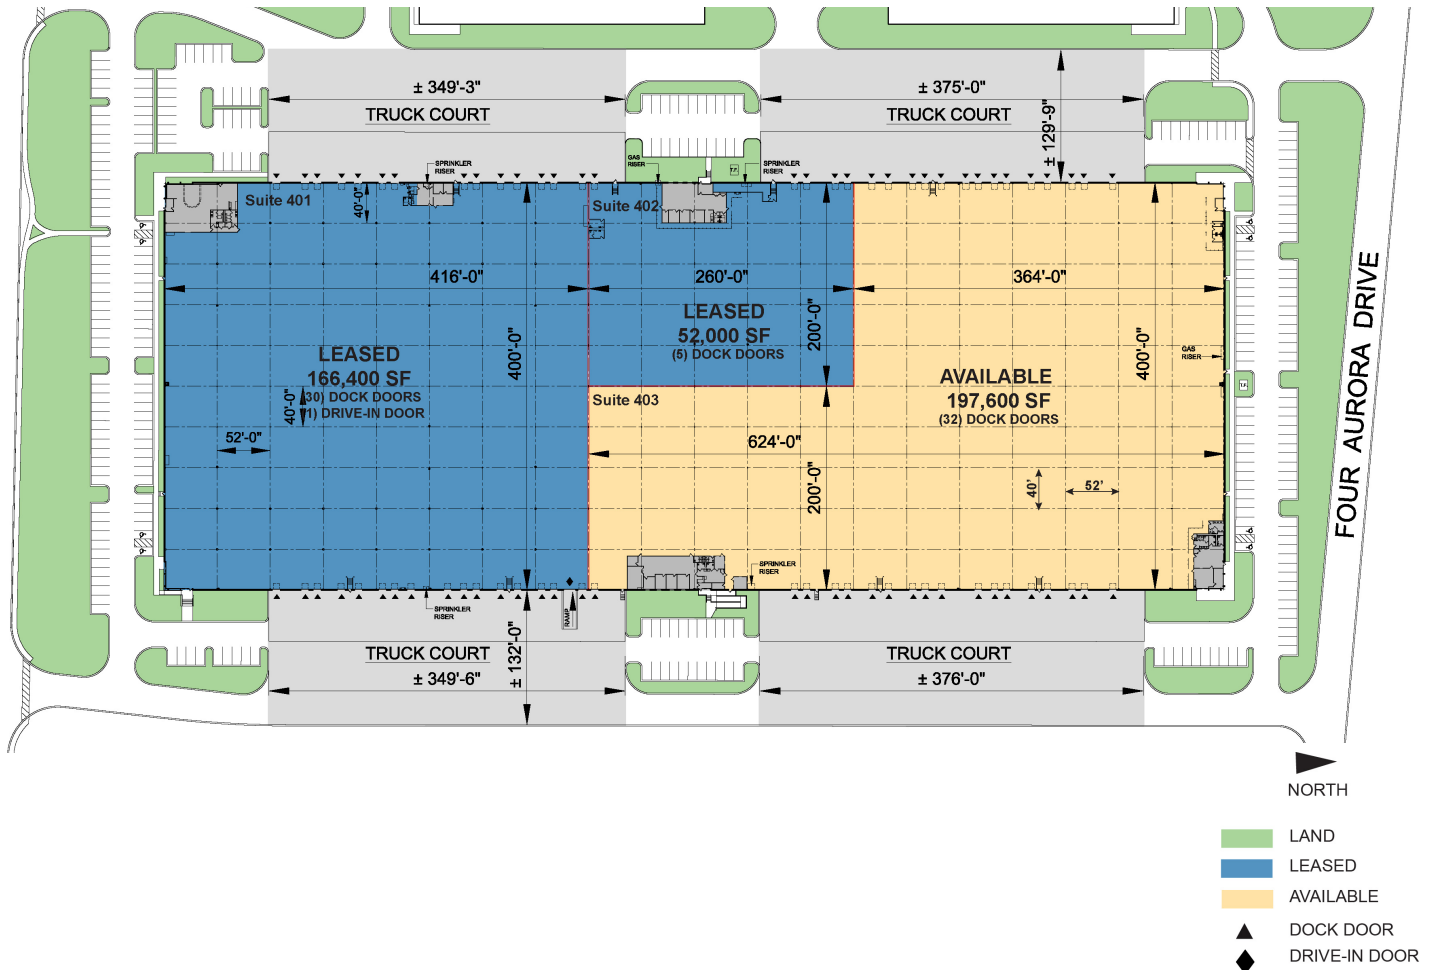 ± 349'-3"
TRUCK COURT
± 375'-0"
TRUCK COURT
± 129'-9"
SPRINKLER
RISER
GAS
RISER
T.F.
SPRINKLER
RISER
Suite 401
40'-0"
Suite 402
416'-0"
260'-0"
364'-0"
LEASED
166,400 SF
(30) DOCK DOORS
(1) DRIVE-IN DOOR
400'-0"
LEASED
52,000 SF
(5) DOCK DOORS
200'-0"
AVAILABLE
197,600 SF
(32) DOCK DOORS
400'-0"
GAS
RISER
T.F.
FOUR AURORA DRIVE
40'-0"
52'-0"
Suite 403
624'-0"
200'-0"
40'
52'
SPRINKLER
RISER
SPRINKLER
RISER
RAMP
TRUCK COURT
± 349'-6"
± 132'-0"
TRUCK COURT
± 376'-0"
NORTH
LAND
LEASED
AVAILABLE
DOCK DOOR
DRIVE-IN DOOR